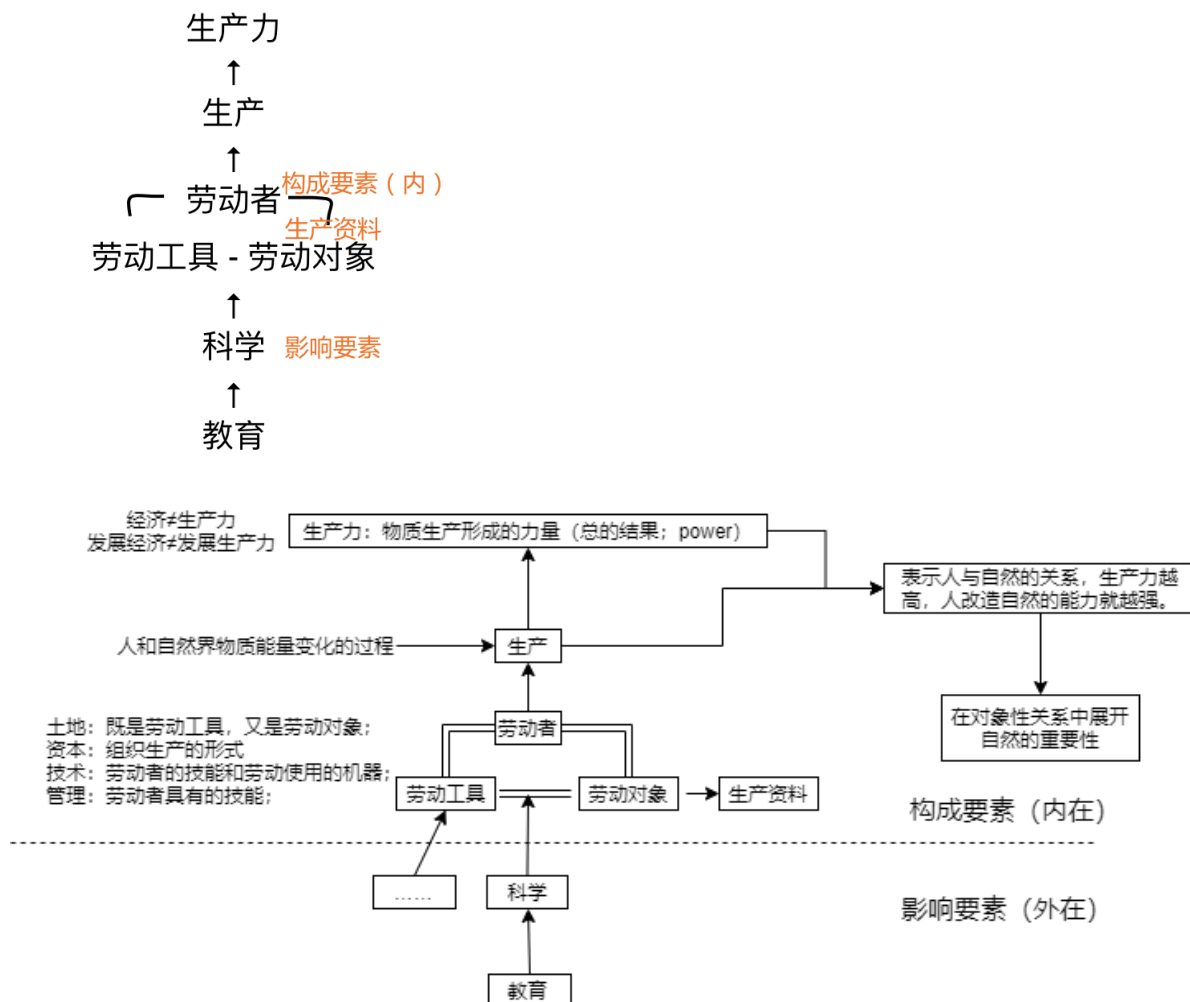 生产力
↑
生产
↑
劳动者
构成要素（内）
生产资料
劳动工具 - 劳动对象
↑
科学
影响要素
↑
教育
经济≠生产力
发展经济≠发展生产力
生产力：物质生产形成的力量（总的结果；power）
表示人与自然的关系，生产力越
高，人改造自然的能力就越强。
人和自然界物质能量变化的过程
生产
在对象性关系中展开
自然的重要性
土地：既是劳动工具，又是劳动对象；
资本：组织生产的形式
技术：劳动者的技能和劳动使用的机器；
管理：劳动者具有的技能；
劳动者
劳动工具
劳动对象
生产资料
构成要素（内在）
……
科学
影响要素（外在）
教育